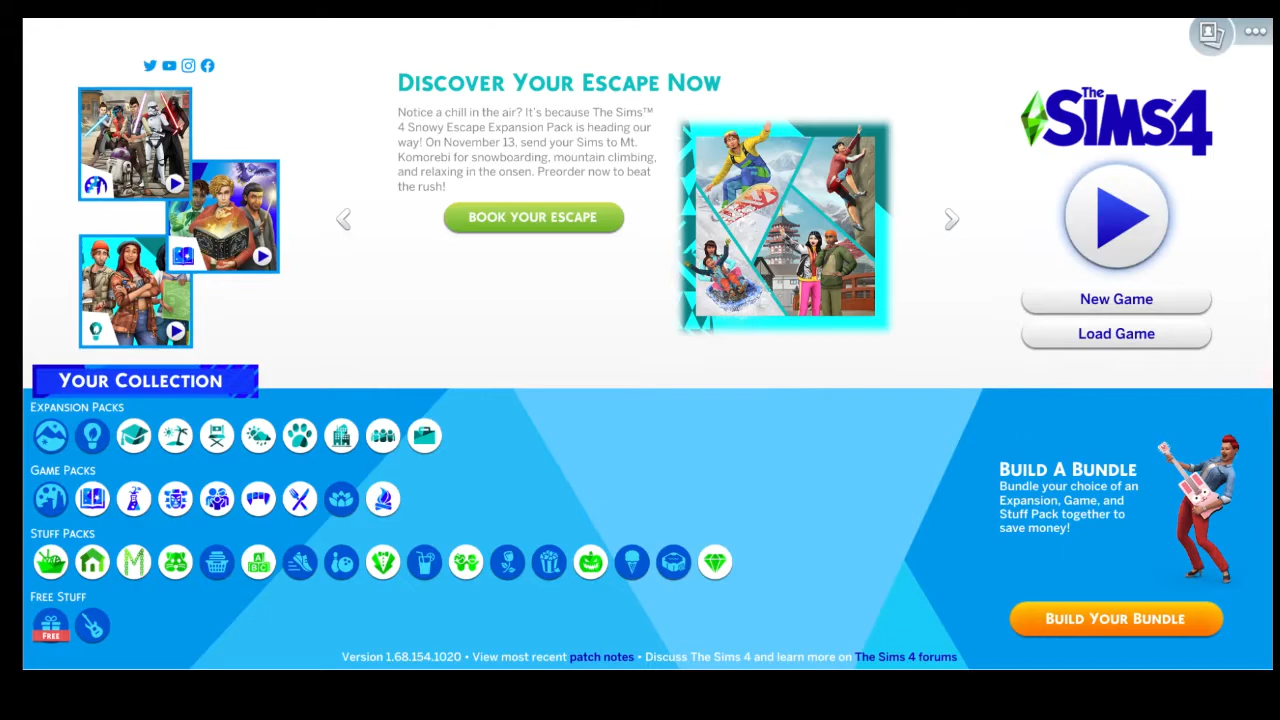 DISCOVER YOUR ESCAPE NOW
Notice a chill in the air? It's because The Sims™
4 Snowy Escape Expansion Pack is heading our
way! On November 13, send your Sims to Mt.
Komorebi for snowboarding, mountain climbing,
and relaxing in the onsen. Preorder now to beat
the rush!
BOOK YOUR ESCAPE
The SiMS 4
New Game
Load Game
YOUR COLLECTION
EXPANSION PACKS
GAME PACKS
STUFF PACKS
M
A B
B C
FREE STUFF
FREE
BUILD A BUNDLE
Bundle your choice of an
Expansion, Game, and
Stuff Pack together to
save money!
BUILD YOUR BUNDLE
Version 1.68.154.1020 • View most recent patch notes • Discuss The Sims 4 and learn more on The Sims 4 forums